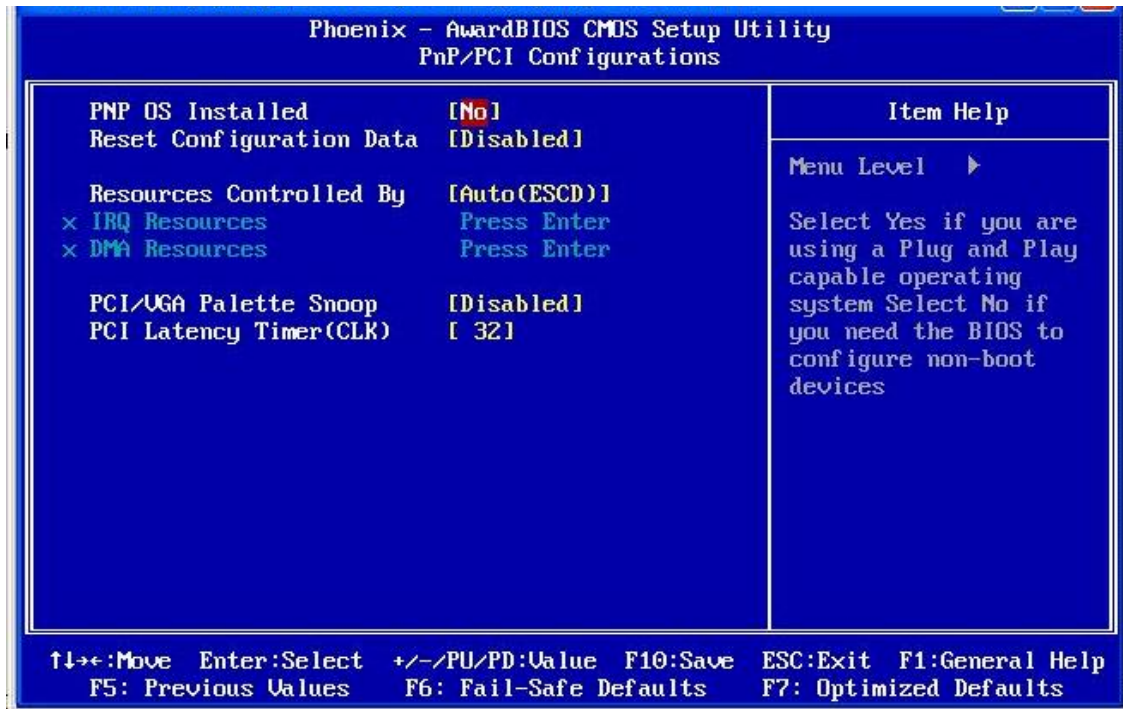 Phoenix - AwardBIOS CMOS Setup Utility
PnP/PCI Configurations
PNP OS Installed [No]
Reset Configuration Data [Disabled]
Resources Controlled By [Auto(ESCD)]
x IRQ Resources Press Enter
x DMA Resources Press Enter
PCI/VGA Palette Snoop [Disabled]
PCI Latency Timer(CLK) [ 32]
Item Help
Menu Level ▶
Select Yes if you are
using a Plug and Play
capable operating
system Select No if
you need the BIOS to
configure non-boot
devices
↑↓→←:Move Enter:Select +/-/PU/PD:Value F10:Save ESC:Exit F1:General Help
F5: Previous Values F6: Fail-Safe Defaults F7: Optimized Defaults